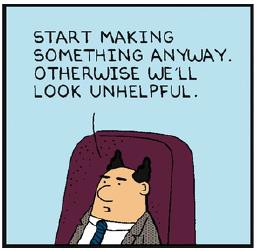 START MAKING
SOMETHING ANYWAY.
OTHERWISE WE'LL
LOOK UNHELPFUL.